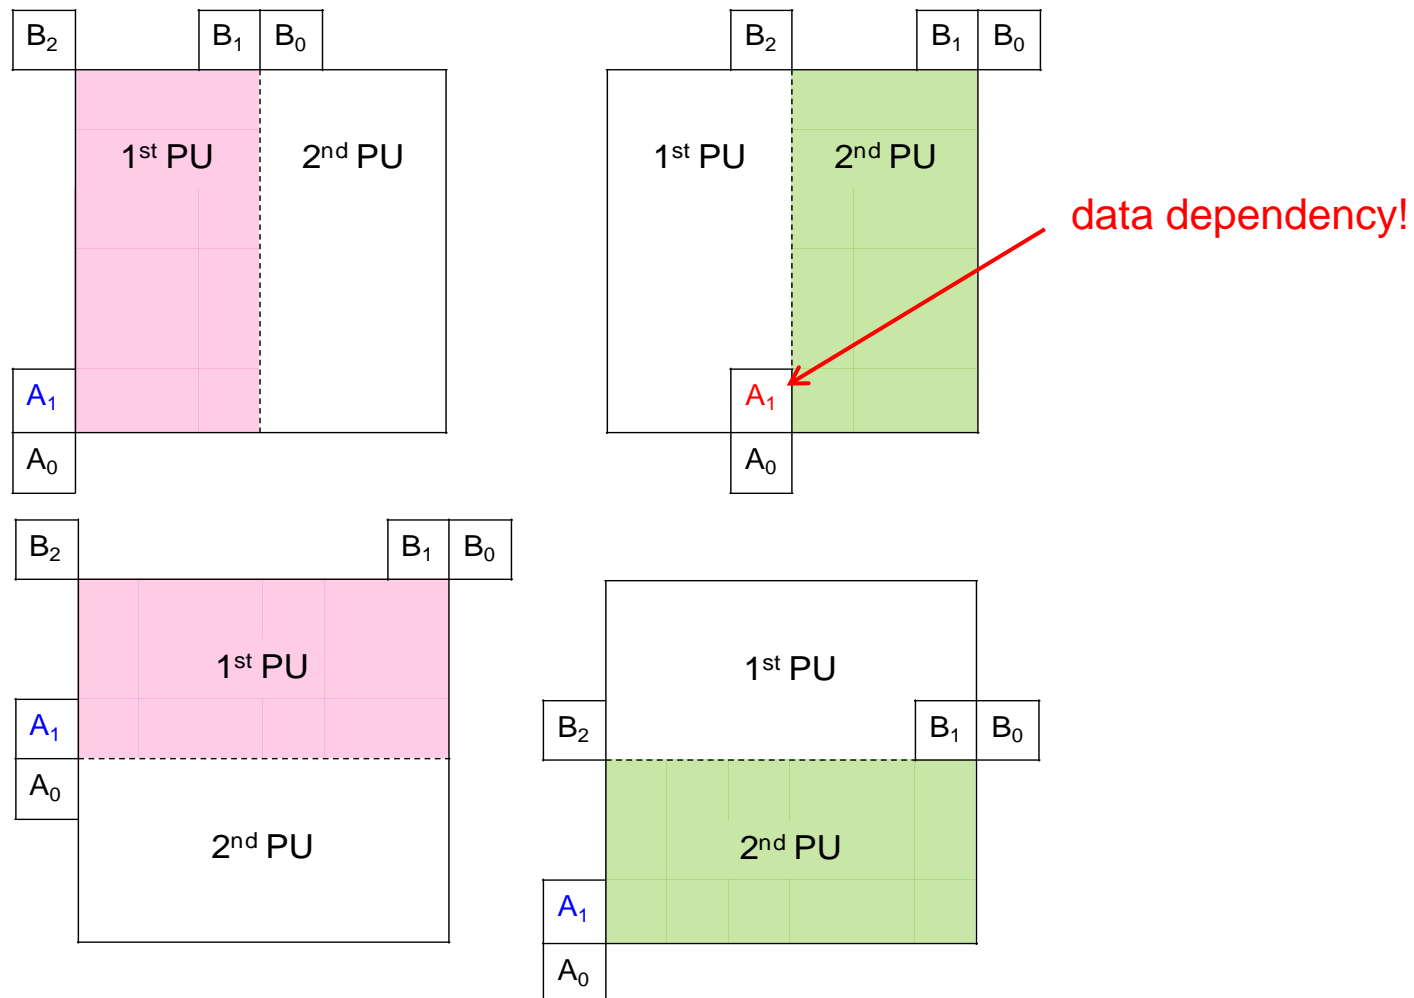 B₂ B₁ B₀ B₂ B₁ B₀
1st PU 2nd PU 1st PU 2nd PU
data dependency!
A₁ A₁
A₀ A₀
B₂ B₁ B₀
1st PU 1st PU
A₁ B₂ B₁ B₀
A₀
2nd PU 2nd PU
A₁
A₀